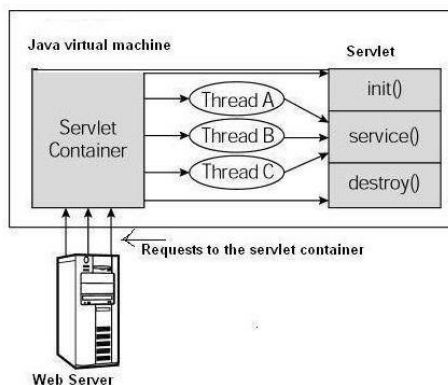 Java virtual machine
Servlet
Servlet
Container
Thread A
Thread B
Thread C
init()
service()
destroy()
Requests to the servlet container
Web Server